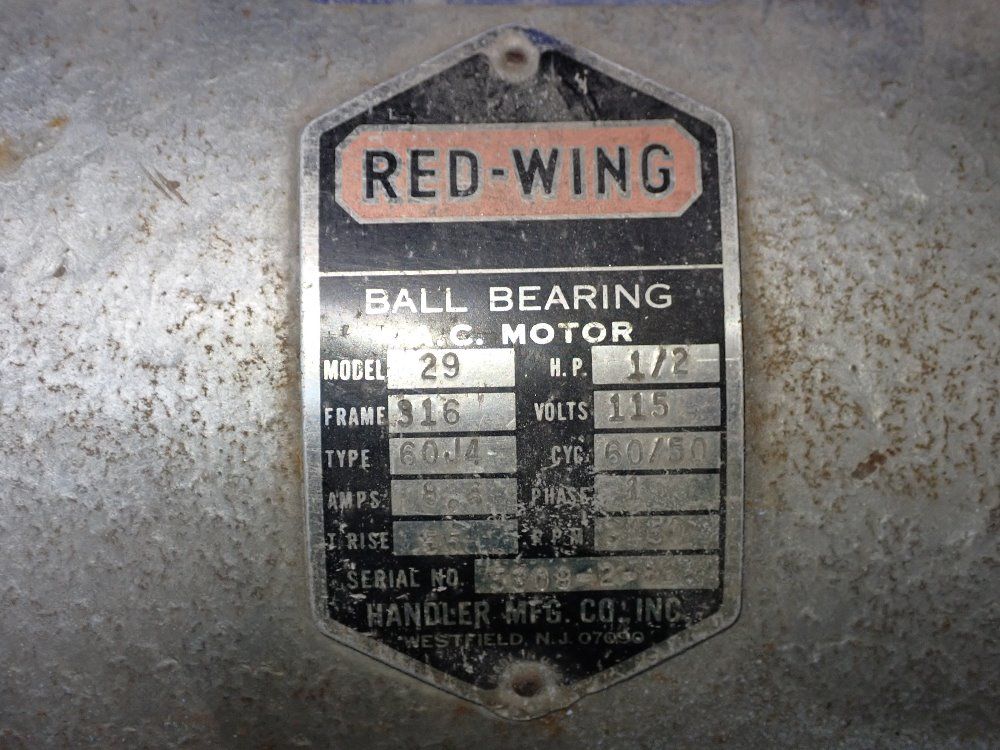 RED-WING
BALL BEARING
A.C. MOTOR
MODEL 29 H.P. 1/2
FRAME 316 VOLTS 115
TYPE 60J4 CYC. 60/50
AMPS PHASE 1
T RISE R.P.M.
SERIAL NO.
HANDLER MFG. CO., INC.
WESTFIELD, N.J. 07090